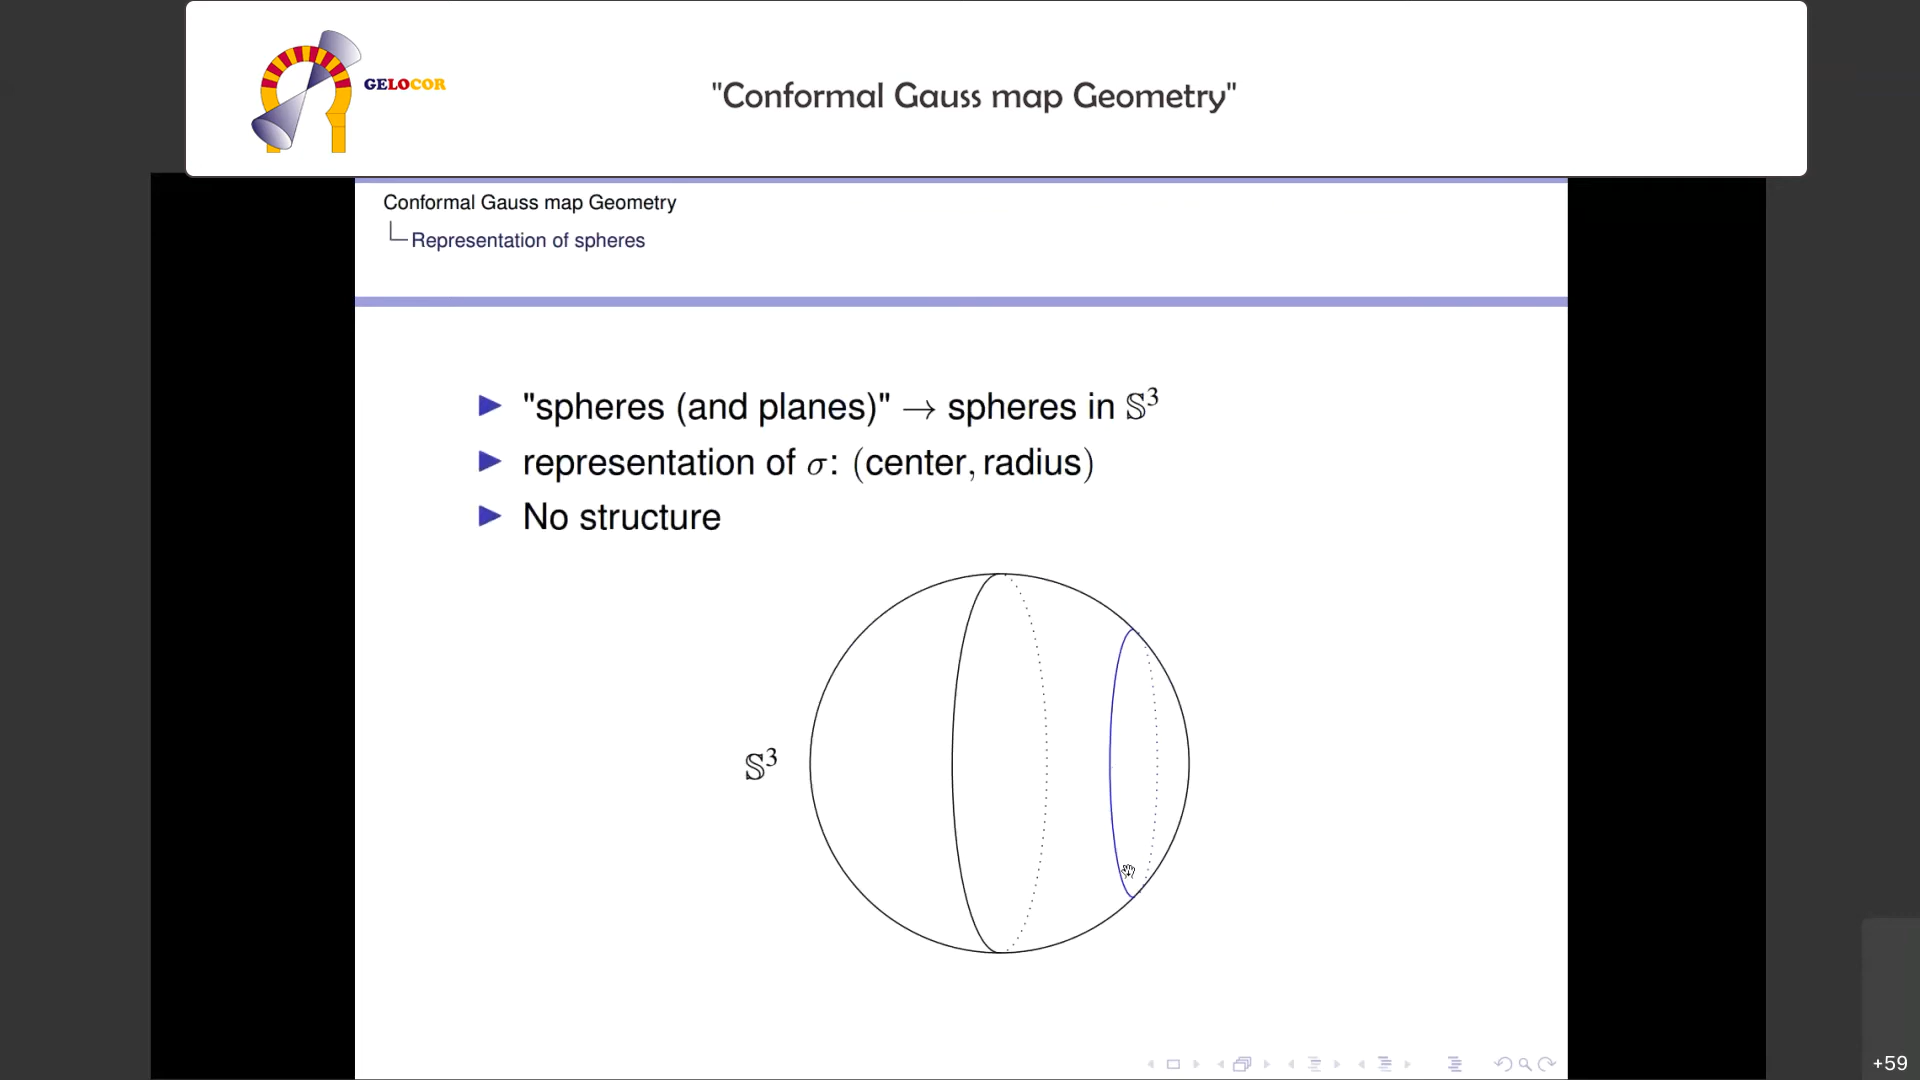 GELOCOR
"Conformal Gauss map Geometry"
Conformal Gauss map Geometry
Representation of spheres
"spheres (and planes)" → spheres in 𝕊³
representation of σ: (center, radius)
No structure
𝕊³
+59